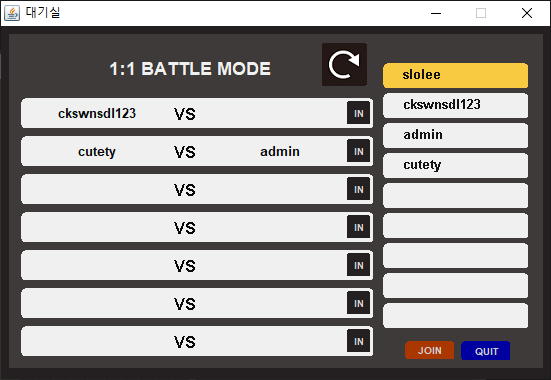 대기실
1:1 BATTLE MODE
ckswnsdl123 VS IN
cutety VS admin IN
VS IN
VS IN
VS IN
VS IN
VS IN
slolee
ckswnsdl123
admin
cutety
JOIN QUIT